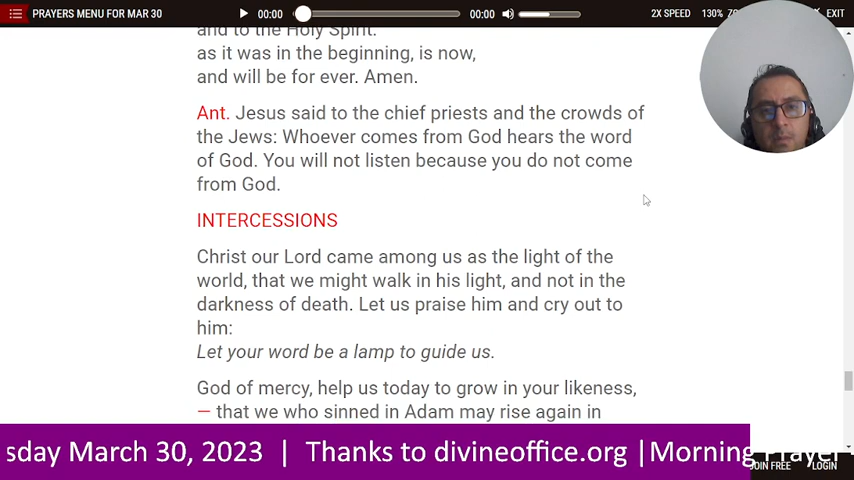 PRAYERS MENU FOR MAR 30 00:00 00:00 2X SPEED 130% EXIT
and to the Holy Spirit:
as it was in the beginning, is now,
and will be for ever. Amen.
Ant. Jesus said to the chief priests and the crowds of
the Jews: Whoever comes from God hears the word
of God. You will not listen because you do not come
from God.
INTERCESSIONS
Christ our Lord came among us as the light of the
world, that we might walk in his light, and not in the
darkness of death. Let us praise him and cry out to
him:
Let your word be a lamp to guide us.
God of mercy, help us today to grow in your likeness,
— that we who sinned in Adam may rise again in
sday March 30, 2023 | Thanks to divineoffice.org | Morning Prayer
JOIN FREE LOGIN